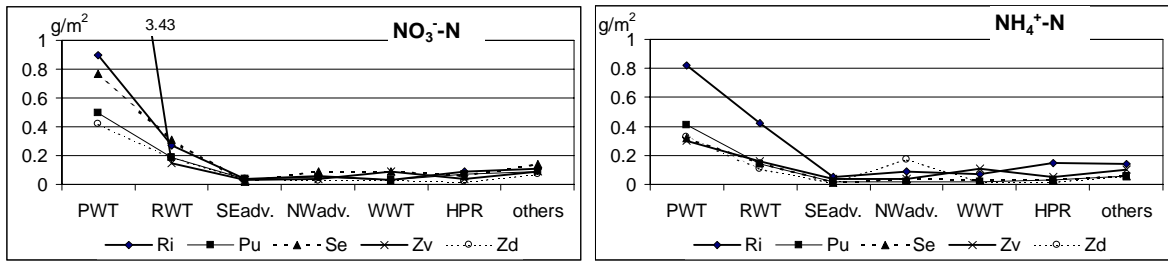 g/m²
3.43
NO₃⁻-N
1
0.8
0.6
0.4
0.2
0
PWT RWT SEadv. NWadv. WWT HPR others
Ri Pu Se Zv Zd
g/m²
NH₄⁺-N
1
0.8
0.6
0.4
0.2
0
PWT RWT SEadv. NWadv. WWT HPR others
Ri Pu Se Zv Zd